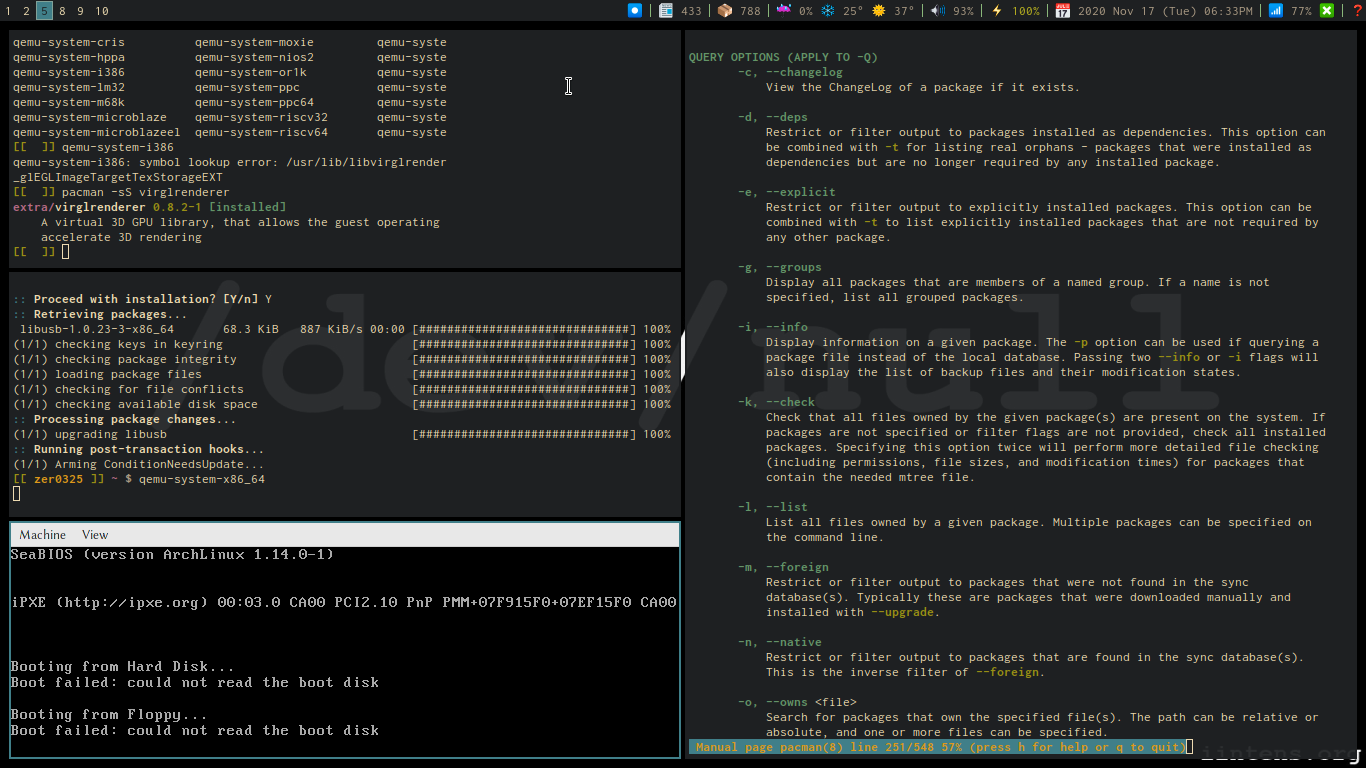 1 2 5 8 9 10 433 788 0% 25° 37° 93% 100% 2020 Nov 17 (Tue) 06:33PM 77% ?
qemu-system-cris qemu-system-moxie qemu-syste
qemu-system-hppa qemu-system-nios2 qemu-syste
qemu-system-i386 qemu-system-or1k qemu-syste
qemu-system-lm32 qemu-system-ppc qemu-syste
qemu-system-m68k qemu-system-ppc64 qemu-syste
qemu-system-microblaze qemu-system-riscv32 qemu-syste
qemu-system-microblazeel qemu-system-riscv64 qemu-syste
[[ ]] qemu-system-i386
qemu-system-i386: symbol lookup error: /usr/lib/libvirglrender
_glEGLImageTargetTexStorageEXT
[[ ]] pacman -sS virglrenderer
extra/virglrenderer 0.8.2-1 [installed]
A virtual 3D GPU library, that allows the guest operating
accelerate 3D rendering
[[ ]]
:: Proceed with installation? [Y/n] Y
:: Retrieving packages...
libusb-1.0.23-3-x86_64 68.3 KiB 887 KiB/s 00:00 [##############################] 100%
(1/1) checking keys in keyring [##############################] 100%
(1/1) checking package integrity [##############################] 100%
(1/1) loading package files [##############################] 100%
(1/1) checking for file conflicts [##############################] 100%
(1/1) checking available disk space [##############################] 100%
:: Processing package changes...
(1/1) upgrading libusb [##############################] 100%
:: Running post-transaction hooks...
(1/1) Arming ConditionNeedsUpdate...
[[ zer0325 ]] ~ $ qemu-system-x86_64
Machine View
SeaBIOS (version ArchLinux 1.14.0-1)
iPXE (http://ipxe.org) 00:03.0 CA00 PCI2.10 PnP PMM+07F915F0+07EF15F0 CA00
Booting from Hard Disk...
Boot failed: could not read the boot disk
Booting from Floppy...
Boot failed: could not read the boot disk
QUERY OPTIONS (APPLY TO -Q)
-c, --changelog
View the ChangeLog of a package if it exists.
-d, --deps
Restrict or filter output to packages installed as dependencies. This option can
be combined with -t for listing real orphans - packages that were installed as
dependencies but are no longer required by any installed package.
-e, --explicit
Restrict or filter output to explicitly installed packages. This option can be
combined with -t to list explicitly installed packages that are not required by
any other package.
-g, --groups
Display all packages that are members of a named group. If a name is not
specified, list all grouped packages.
-i, --info
Display information on a given package. The -p option can be used if querying a
package file instead of the local database. Passing two --info or -i flags will
also display the list of backup files and their modification states.
-k, --check
Check that all files owned by the given package(s) are present on the system. If
packages are not specified or filter flags are not provided, check all installed
packages. Specifying this option twice will perform more detailed file checking
(including permissions, file sizes, and modification times) for packages that
contain the needed mtree file.
-l, --list
List all files owned by a given package. Multiple packages can be specified on
the command line.
-m, --foreign
Restrict or filter output to packages that were not found in the sync
database(s). Typically these are packages that were downloaded manually and
installed with --upgrade.
-n, --native
Restrict or filter output to packages that are found in the sync database(s).
This is the inverse filter of --foreign.
-o, --owns <file>
Search for packages that own the specified file(s). The path can be relative or
absolute, and one or more files can be specified.
Manual page pacman(8) line 251/548 57% (press h for help or q to quit)
/dev/null